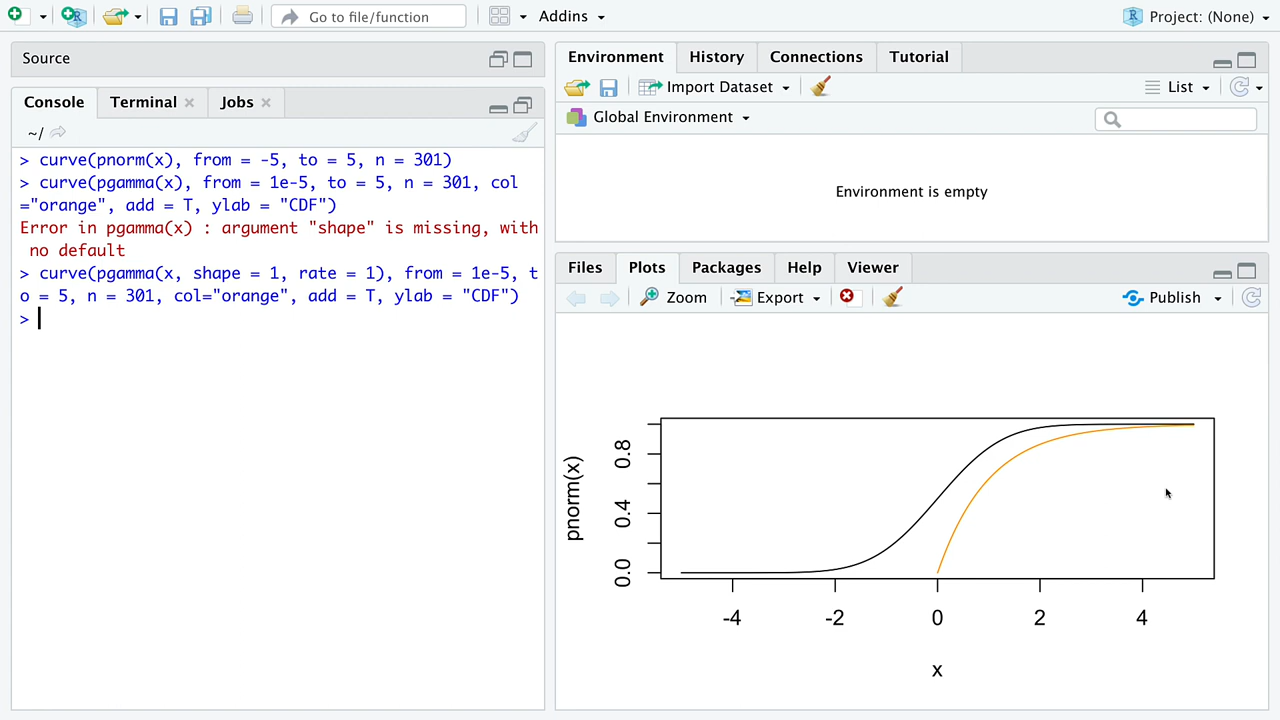 Go to file/function
Addins
Project: (None)
Source
Console
Terminal
Jobs
~/
> curve(pnorm(x), from = -5, to = 5, n = 301)
> curve(pgamma(x), from = 1e-5, to = 5, n = 301, col
="orange", add = T, ylab = "CDF")
Error in pgamma(x) : argument "shape" is missing, with
no default
> curve(pgamma(x, shape = 1, rate = 1), from = 1e-5, t
o = 5, n = 301, col="orange", add = T, ylab = "CDF")
>
Environment
History
Connections
Tutorial
Import Dataset
List
Global Environment
Environment is empty
Files
Plots
Packages
Help
Viewer
Zoom
Export
Publish
pnorm(x)
0.8
0.4
0.0
-4
-2
0
2
4
x